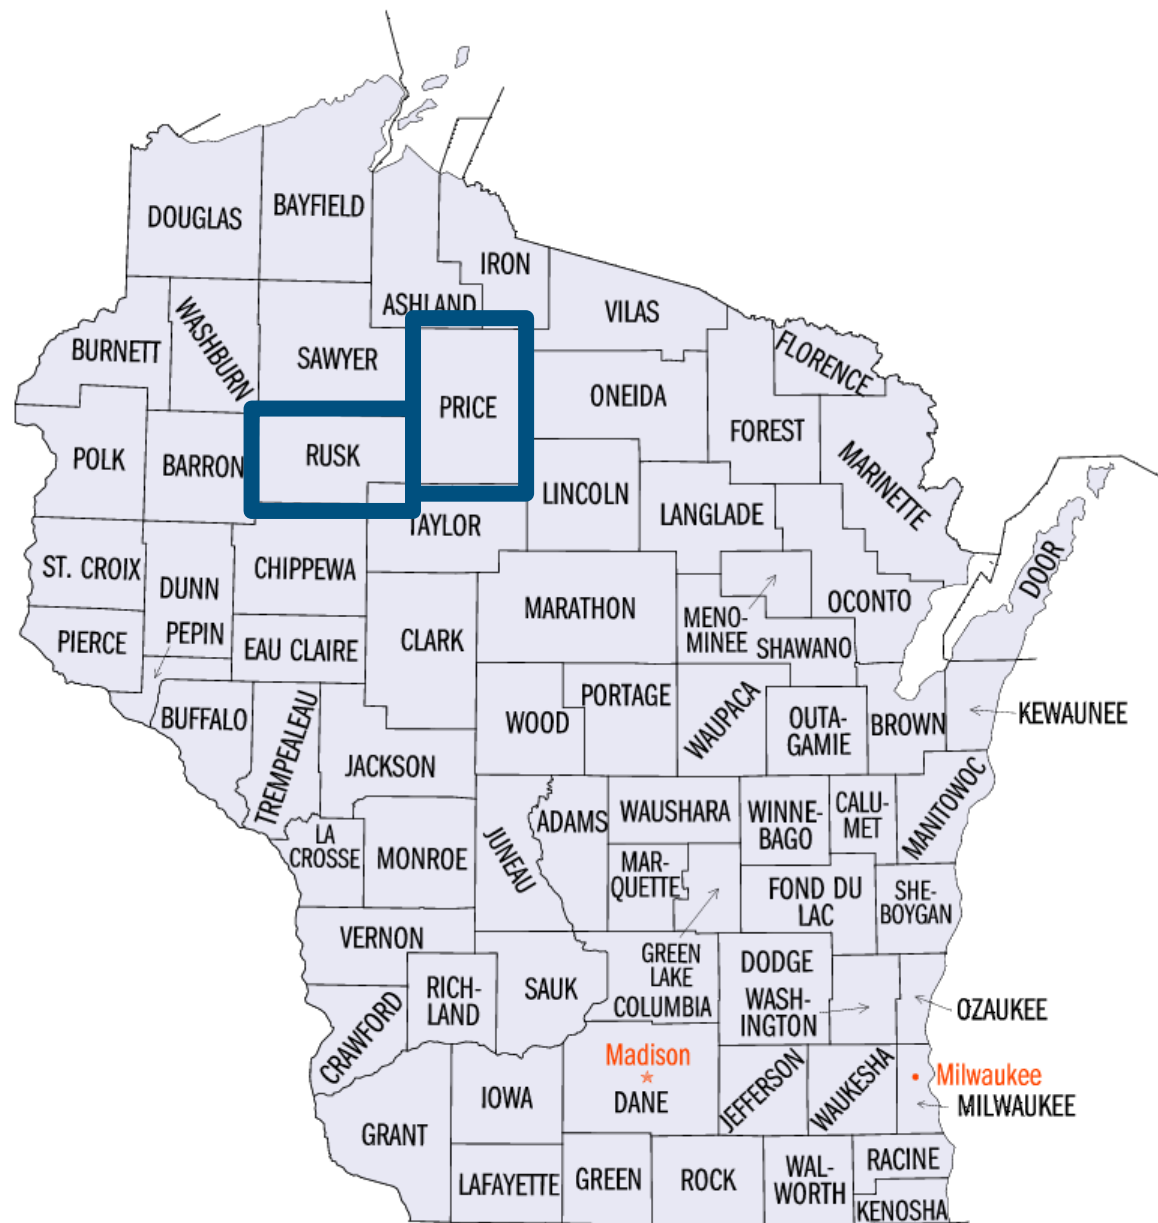 DOUGLAS
BAYFIELD
IRON
ASHLAND
VILAS
WASHBURN
BURNETT
SAWYER
FLORENCE
PRICE
ONEIDA
FOREST
POLK
BARRON
RUSK
MARINETTE
LINCOLN
LANGLADE
TAYLOR
ST. CROIX
DUNN
CHIPPEWA
DOOR
MARATHON
OCONTO
MENO-
MINEE
PIERCE
PEPIN
EAU CLAIRE
CLARK
SHAWANO
PORTAGE
WOOD
WAUPACA
OUTA-
GAMIE
BROWN
KEWAUNEE
BUFFALO
TREMPEALEAU
JACKSON
ADAMS
WAUSHARA
WINNE-
BAGO
CALU-
MET
MANITOWOC
LA
CROSSE
MONROE
JUNEAU
MAR-
QUETTE
FOND DU
LAC
SHE-
BOYGAN
VERNON
GREEN
LAKE
DODGE
RICH-
LAND
SAUK
COLUMBIA
WASH-
INGTON
OZAUKEE
CRAWFORD
Madison
DANE
JEFFERSON
WAUKESHA
Milwaukee
MILWAUKEE
IOWA
GRANT
LAFAYETTE
GREEN
ROCK
WAL-
WORTH
RACINE
KENOSHA